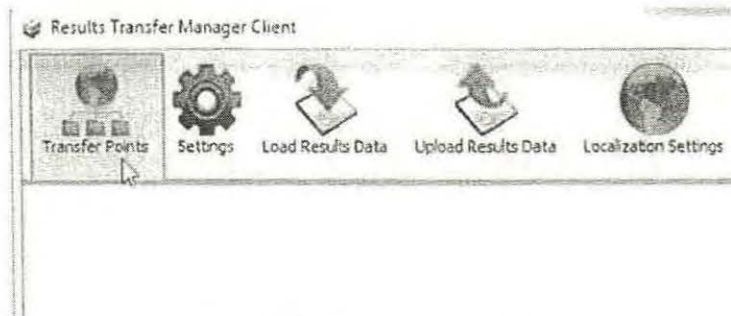 Results Transfer Manager Client
Transfer Points
Settings
Load Results Data
Upload Results Data
Localization Settings